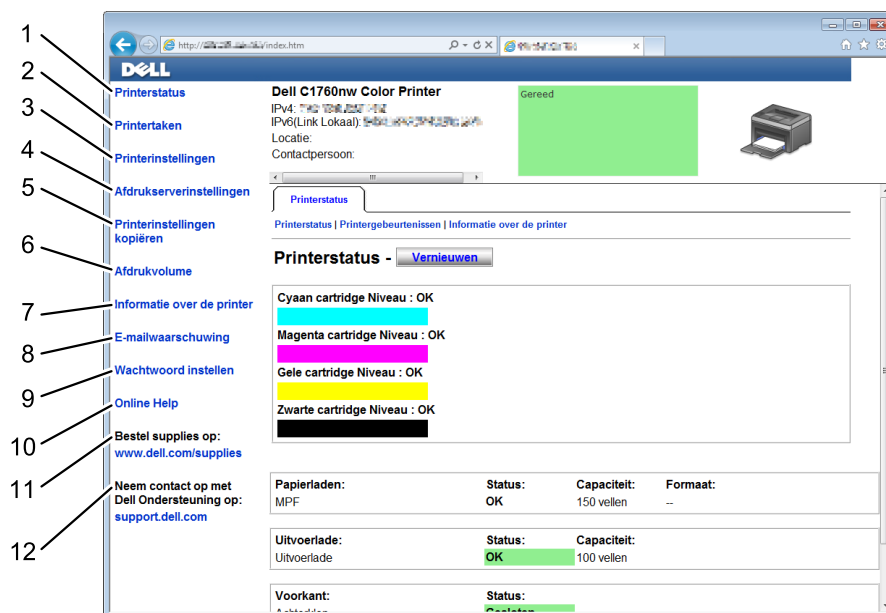 http://
/index.htm
DELL
1
2
3
4
5
6
7
8
9
10
11
12
Printerstatus
Printertaken
Printerinstellingen
Afdrukserverinstellingen
Printerinstellingen
kopiëren
Afdrukvolume
Informatie over de printer
E-mailwaarschuwing
Wachtwoord instellen
Online Help
Bestel supplies op:
www.dell.com/supplies
Neem contact op met
Dell Ondersteuning op:
support.dell.com
Dell C1760nw Color Printer
IPv4:
IPv6(Link Lokaal):
Locatie:
Contactpersoon:
Gereed
Printerstatus
Printerstatus | Printergebeurtenissen | Informatie over de printer
Printerstatus - Vernieuwen
Cyaan cartridge Niveau : OK
Magenta cartridge Niveau : OK
Gele cartridge Niveau : OK
Zwarte cartridge Niveau : OK
Papierladen: Status: Capaciteit: Formaat:
MPF OK 150 vellen --
Uitvoerlade: Status: Capaciteit:
Uitvoerlade OK 100 vellen
Voorkant: Status: